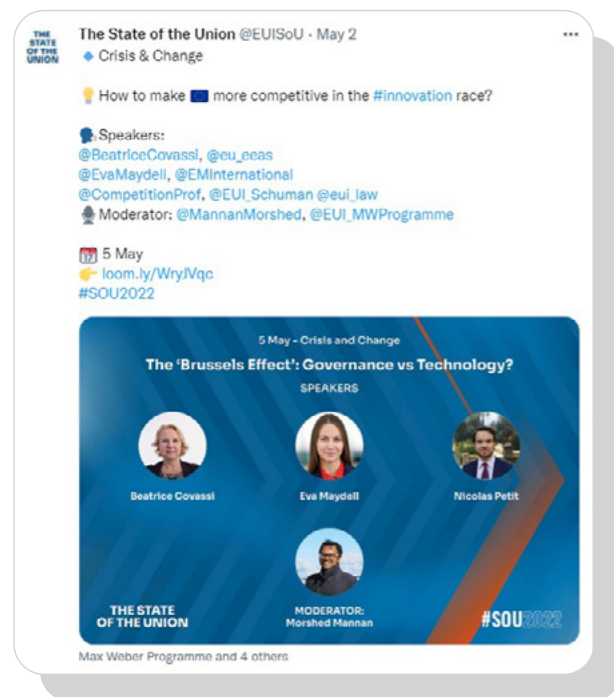 THE STATE OF THE UNION
The State of the Union @EUISoU · May 2
Crisis & Change
How to make 🇪🇺 more competitive in the #innovation race?
Speakers:
@BeatriceCovassi, @eu_eeas
@EvaMaydell, @EMInternational
@CompetitionProf, @EUI_Schuman @eui_law
Moderator: @MannanMorshed, @EUI_MWProgramme
5 May
loom.ly/WryJVqc
#SOU2022
5 May - Crisis and Change
The ‘Brussels Effect’: Governance vs Technology?
SPEAKERS
Beatrice Covassi
Eva Maydell
Nicolas Petit
MODERATOR:
Morshed Mannan
THE STATE
OF THE UNION
#SOU2022
Max Weber Programme and 4 others